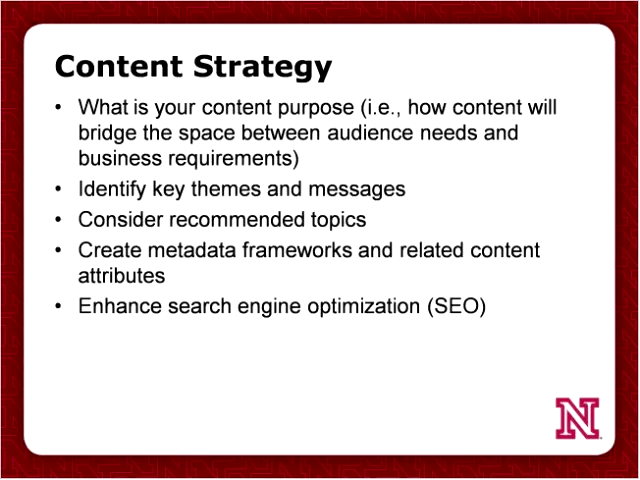 Content Strategy
• What is your content purpose (i.e., how content will
bridge the space between audience needs and
business requirements)
• Identify key themes and messages
• Consider recommended topics
• Create metadata frameworks and related content
attributes
• Enhance search engine optimization (SEO)
N